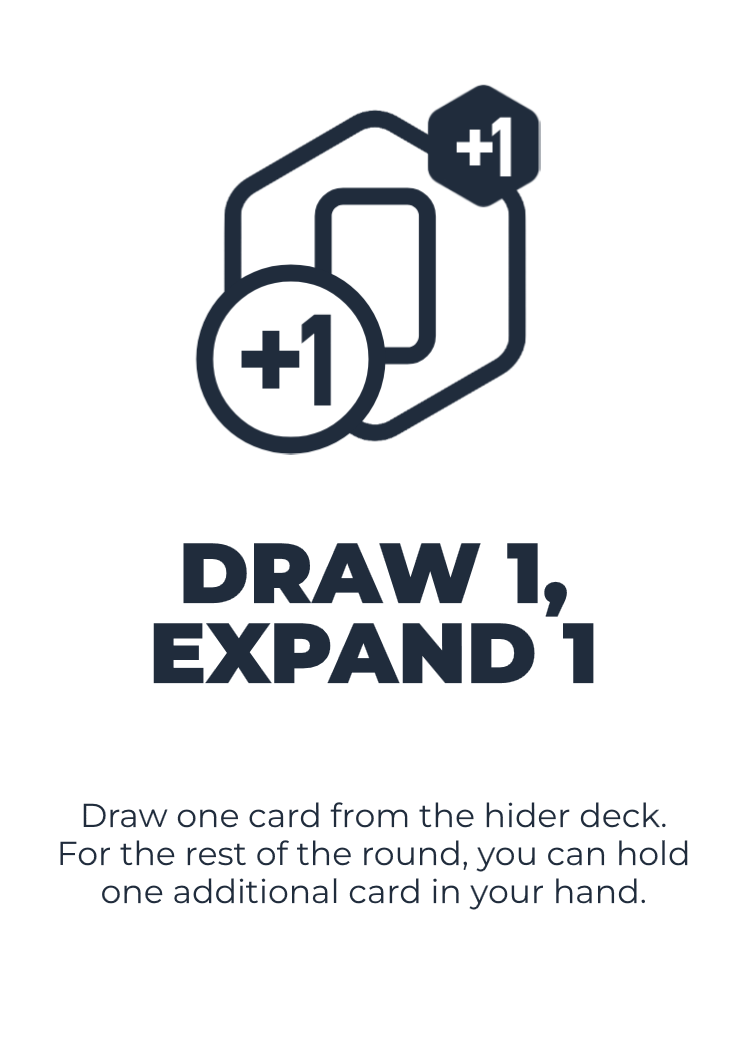 +1
+1
DRAW 1,
EXPAND 1
Draw one card from the hider deck.
For the rest of the round, you can hold
one additional card in your hand.